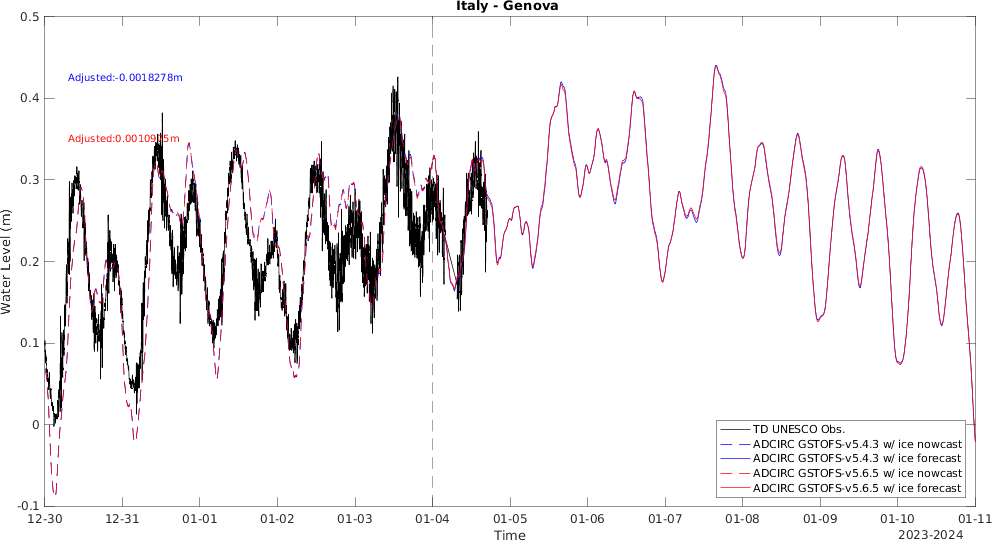 Italy - Genova
0.5
0.4
0.3
0.2
0.1
0
-0.1
Water Level (m)
Adjusted:-0.0018278m
TD UNESCO Obs.
ADCIRC GSTOFS-v5.4.3 w/ ice nowcast
ADCIRC GSTOFS-v5.4.3 w/ ice forecast
ADCIRC GSTOFS-v5.6.5 w/ ice nowcast
ADCIRC GSTOFS-v5.6.5 w/ ice forecast
12-30 12-31 01-01 01-02 01-03 01-04 01-05 01-06 01-07 01-08 01-09 01-10 01-11
Time
2023-2024